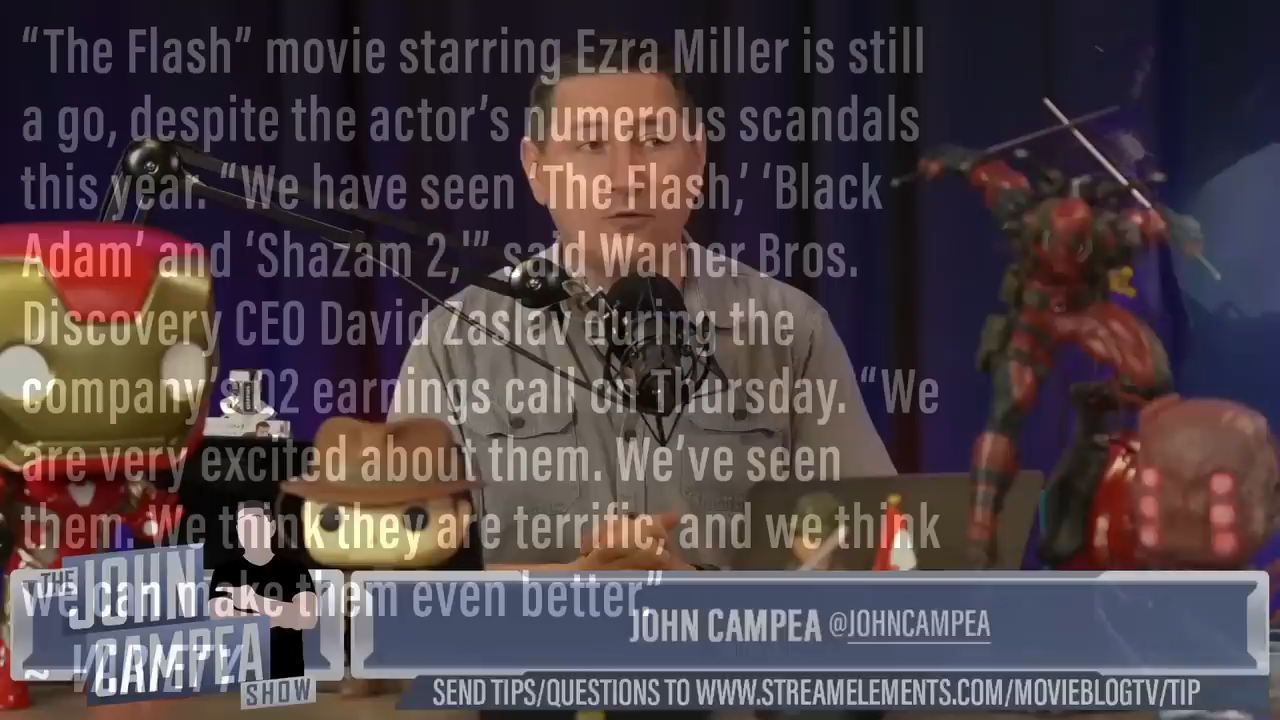 “The Flash” movie starring Ezra Miller is still
a go, despite the actor’s numerous scandals
this year. “We have seen ‘The Flash,’ ‘Black
Adam’ and ‘Shazam 2,’” said Warner Bros.
Discovery CEO David Zaslav during the
company’s Q2 earnings call on Thursday. “We
are very excited about them. We’ve seen
them. We think they are terrific, and we think
we can make them even better.”
~ VARIETY
THE
JOHN
CAMPEA
SHOW
JOHN CAMPEA @JOHNCAMPEA
SEND TIPS/QUESTIONS TO WWW.STREAMELEMENTS.COM/MOVIEBLOGTV/TIP